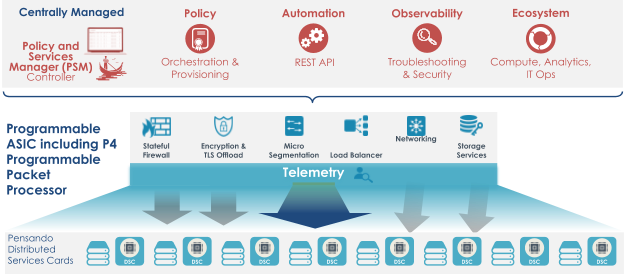 Centrally Managed
Policy and
Services
Manager (PSM)
Controller
Policy
Orchestration &
Provisioning
Automation
REST API
Observability
Troubleshooting
& Security
Ecosystem
Compute, Analytics,
IT Ops
Programmable
ASIC including P4
Programmable
Packet
Processor
Stateful
Firewall
Encryption &
TLS Offload
Micro
Segmentation
Load Balancer
Networking
Storage
Services
Telemetry
Pensando
Distributed
Services Cards
DSC
DSC
DSC
DSC
DSC
DSC
DSC
DSC